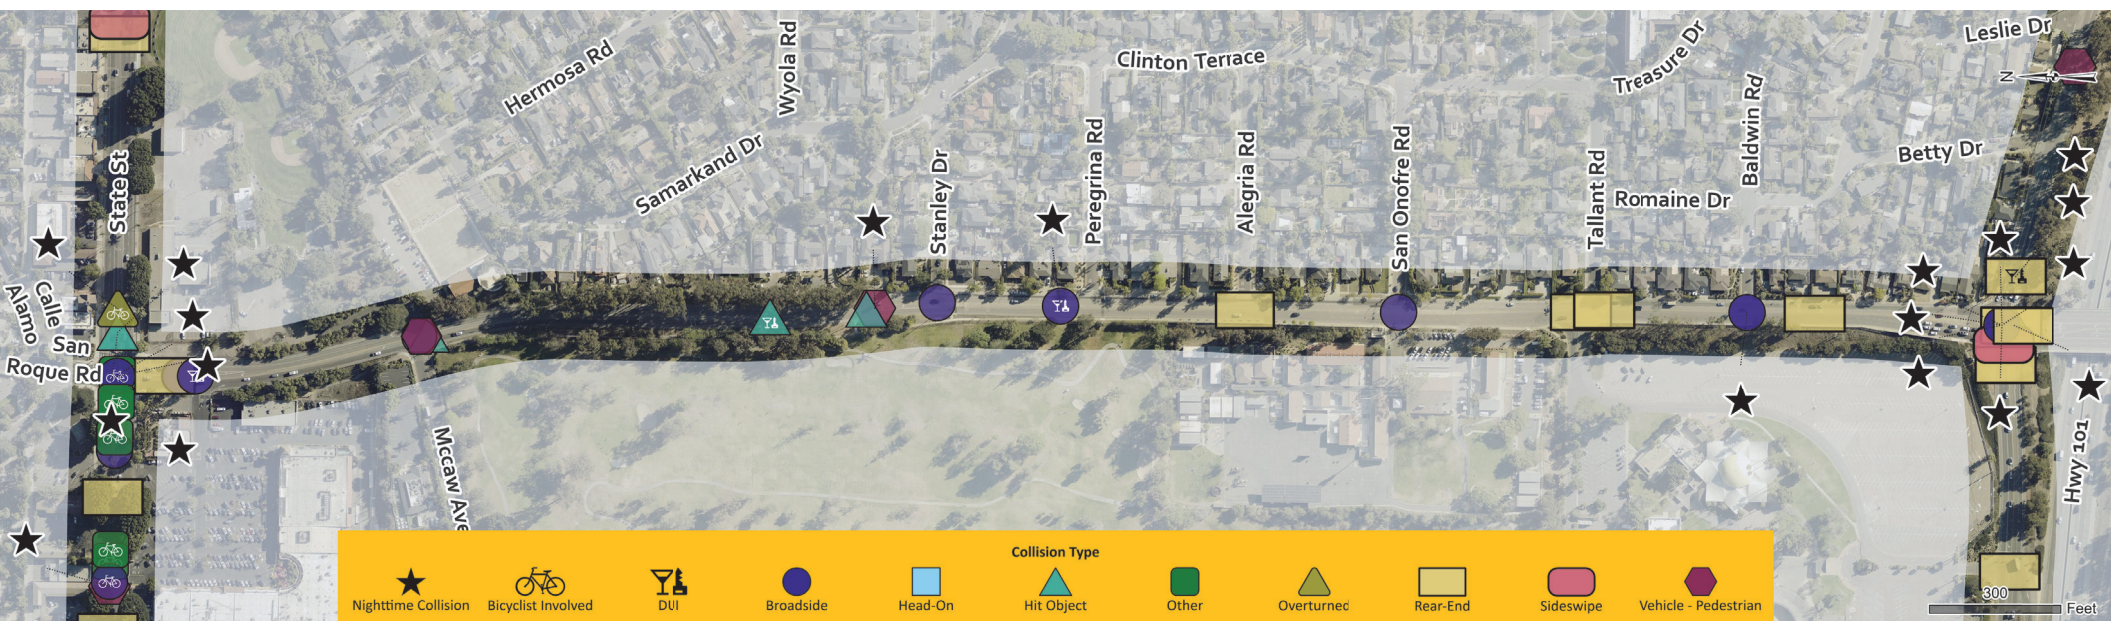 Leslie Dr
N
Treasure Dr
Clinton Terrace
Hermosa Rd
Wyola Rd
Samarkand Dr
Stanley Dr
Peregrina Rd
Alegria Rd
San Onofre Rd
Tallant Rd
Romaine Dr
Baldwin Rd
Betty Dr
State St
Calle
Alamo
San
Roque Rd
Mccaw Ave
Hwy 101
Collision Type
Nighttime Collision
Bicyclist Involved
DUI
Broadside
Head-On
Hit Object
Other
Overturned
Rear-End
Sideswipe
Vehicle - Pedestrian
300
Feet